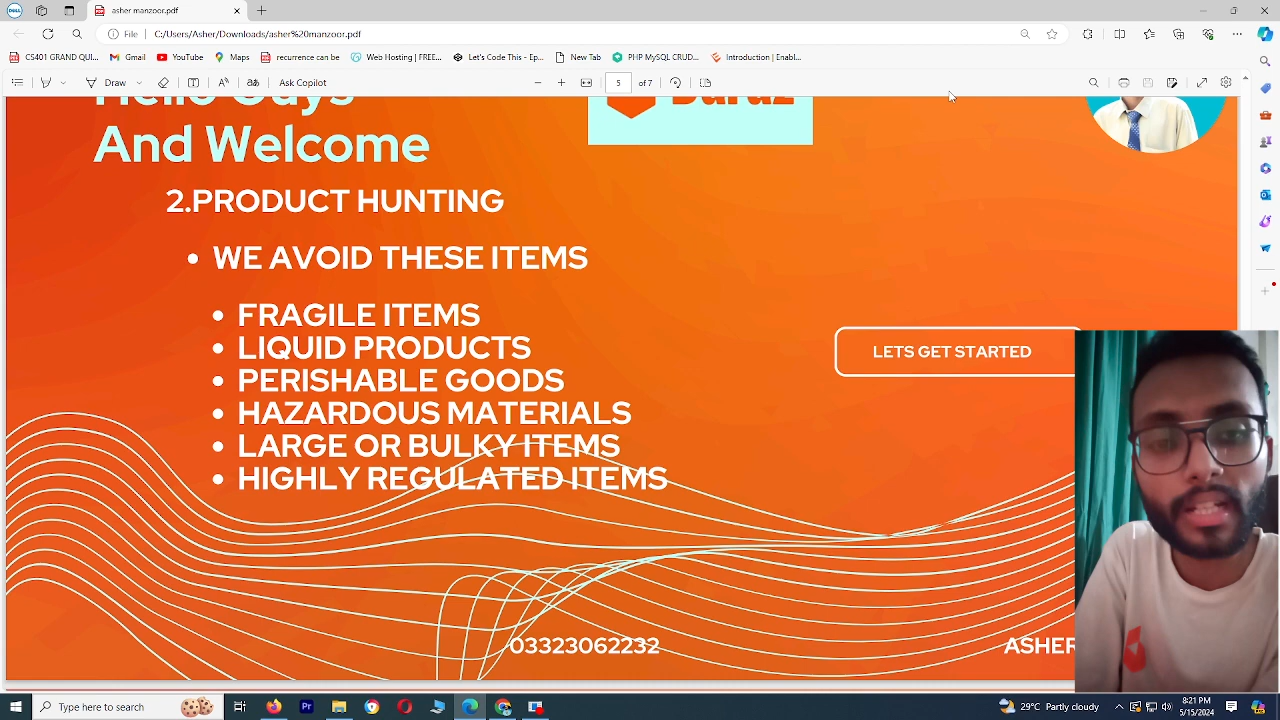 asher manzoor.pdf
File C:/Users/Asher/Downloads/asher%20manzoor.pdf
CS401 GRAND QUI... Gmail YouTube Maps recurrence can be Web Hosting | FREE... Let's Code This - Ep... New Tab PHP MySQL CRUD... Introduction | Enabli...
Draw Ask Copilot 5 of 7
Hello Guys
And Welcome
Daraz
2.PRODUCT HUNTING
• WE AVOID THESE ITEMS
• FRAGILE ITEMS
• LIQUID PRODUCTS
• PERISHABLE GOODS
• HAZARDOUS MATERIALS
• LARGE OR BULKY ITEMS
• HIGHLY REGULATED ITEMS
LETS GET STARTED
03323062232
ASHER
Type here to search
29°C Partly cloudy
8:21 PM
5/15/2024